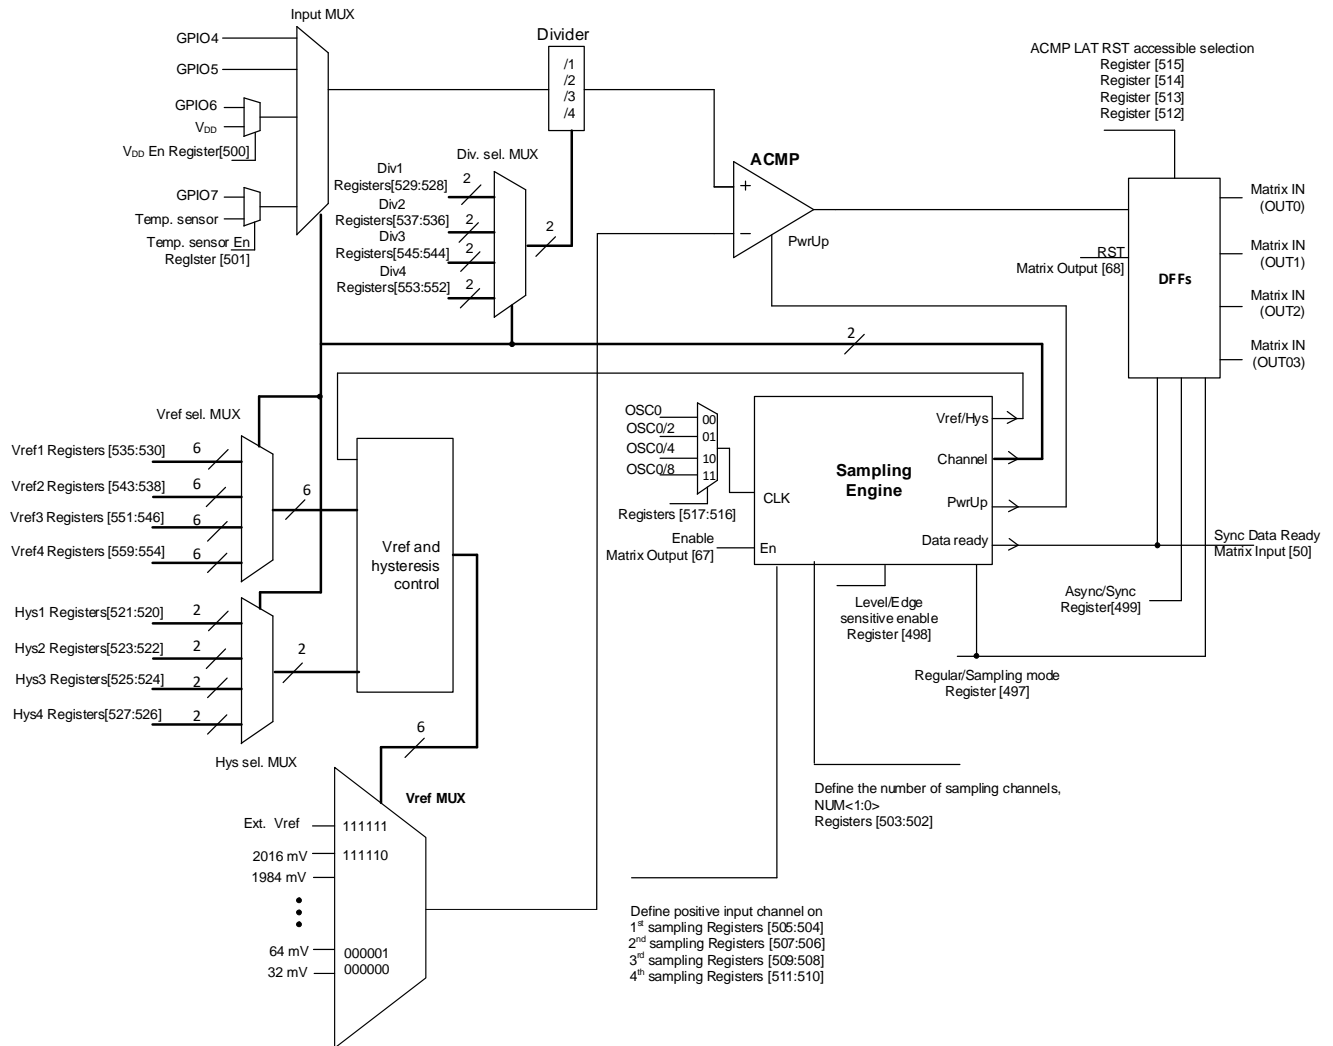 Input MUX
GPIO4
GPIO5
GPIO6
VDD
VDD En Register[500]
GPIO7
Temp. sensor
Temp. sensor En
RegIster [501]
Divider
/1
/2
/3
/4
Div. sel. MUX
Div1
Registers[529:528]
2
Div2
Registers[537:536]
2
Div3
Registers[545:544]
2
Div4
Registers[553:552]
2
2
ACMP
+
−
PwrUp
ACMP LAT RST accessible selection
Register [515]
Register [514]
Register [513]
Register [512]
RST
Matrix Output [68]
DFFs
Matrix IN
(OUT0)
Matrix IN
(OUT1)
Matrix IN
(OUT2)
Matrix IN
(OUT03)
2
Vref sel. MUX
Vref1 Registers [535:530]
6
Vref2 Registers [543:538]
6
Vref3 Registers [551:546]
6
Vref4 Registers [559:554]
6
6
Hys1 Registers[521:520]
2
Hys2 Registers[523:522]
2
Hys3 Registers[525:524]
2
Hys4 Registers[527:526]
2
2
Hys sel. MUX
Vref and
hysteresis
control
OSC0
OSC0/2
OSC0/4
OSC0/8
00
01
10
11
Registers [517:516]
Enable
Matrix Output [67]
CLK
En
Sampling
Engine
Vref/Hys
Channel
PwrUp
Data ready
Sync Data Ready
Matrix Input [50]
Async/Sync
Register[499]
Level/Edge
sensitive enable
Register [498]
Regular/Sampling mode
Register [497]
6
Vref MUX
Ext. Vref
111111
2016 mV
111110
1984 mV
64 mV
000001
32 mV
000000
Define the number of sampling channels,
NUM<1:0>
Registers [503:502]
Define positive input channel on
1st sampling Registers [505:504]
2nd sampling Registers [507:506]
3rd sampling Registers [509:508]
4th sampling Registers [511:510]